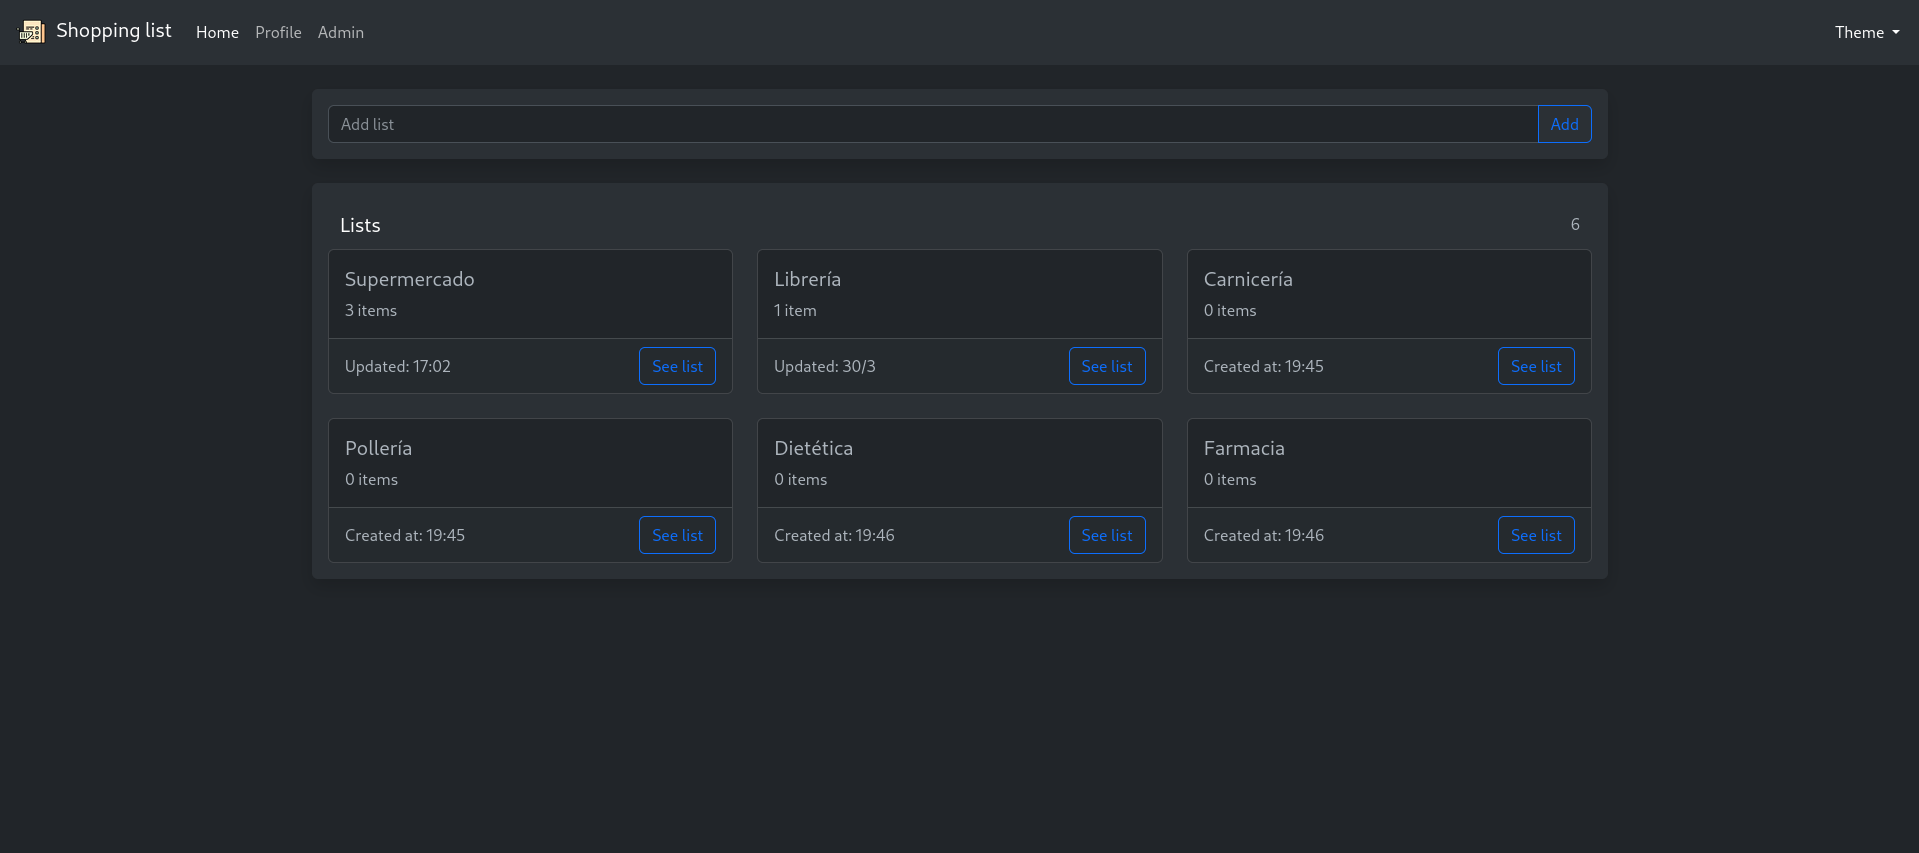 Shopping list Home Profile Admin Theme
Add list Add
Lists 6
Supermercado
3 items
Updated: 17:02 See list
Librería
1 item
Updated: 30/3 See list
Carnicería
0 items
Created at: 19:45 See list
Pollería
0 items
Created at: 19:45 See list
Dietética
0 items
Created at: 19:46 See list
Farmacia
0 items
Created at: 19:46 See list